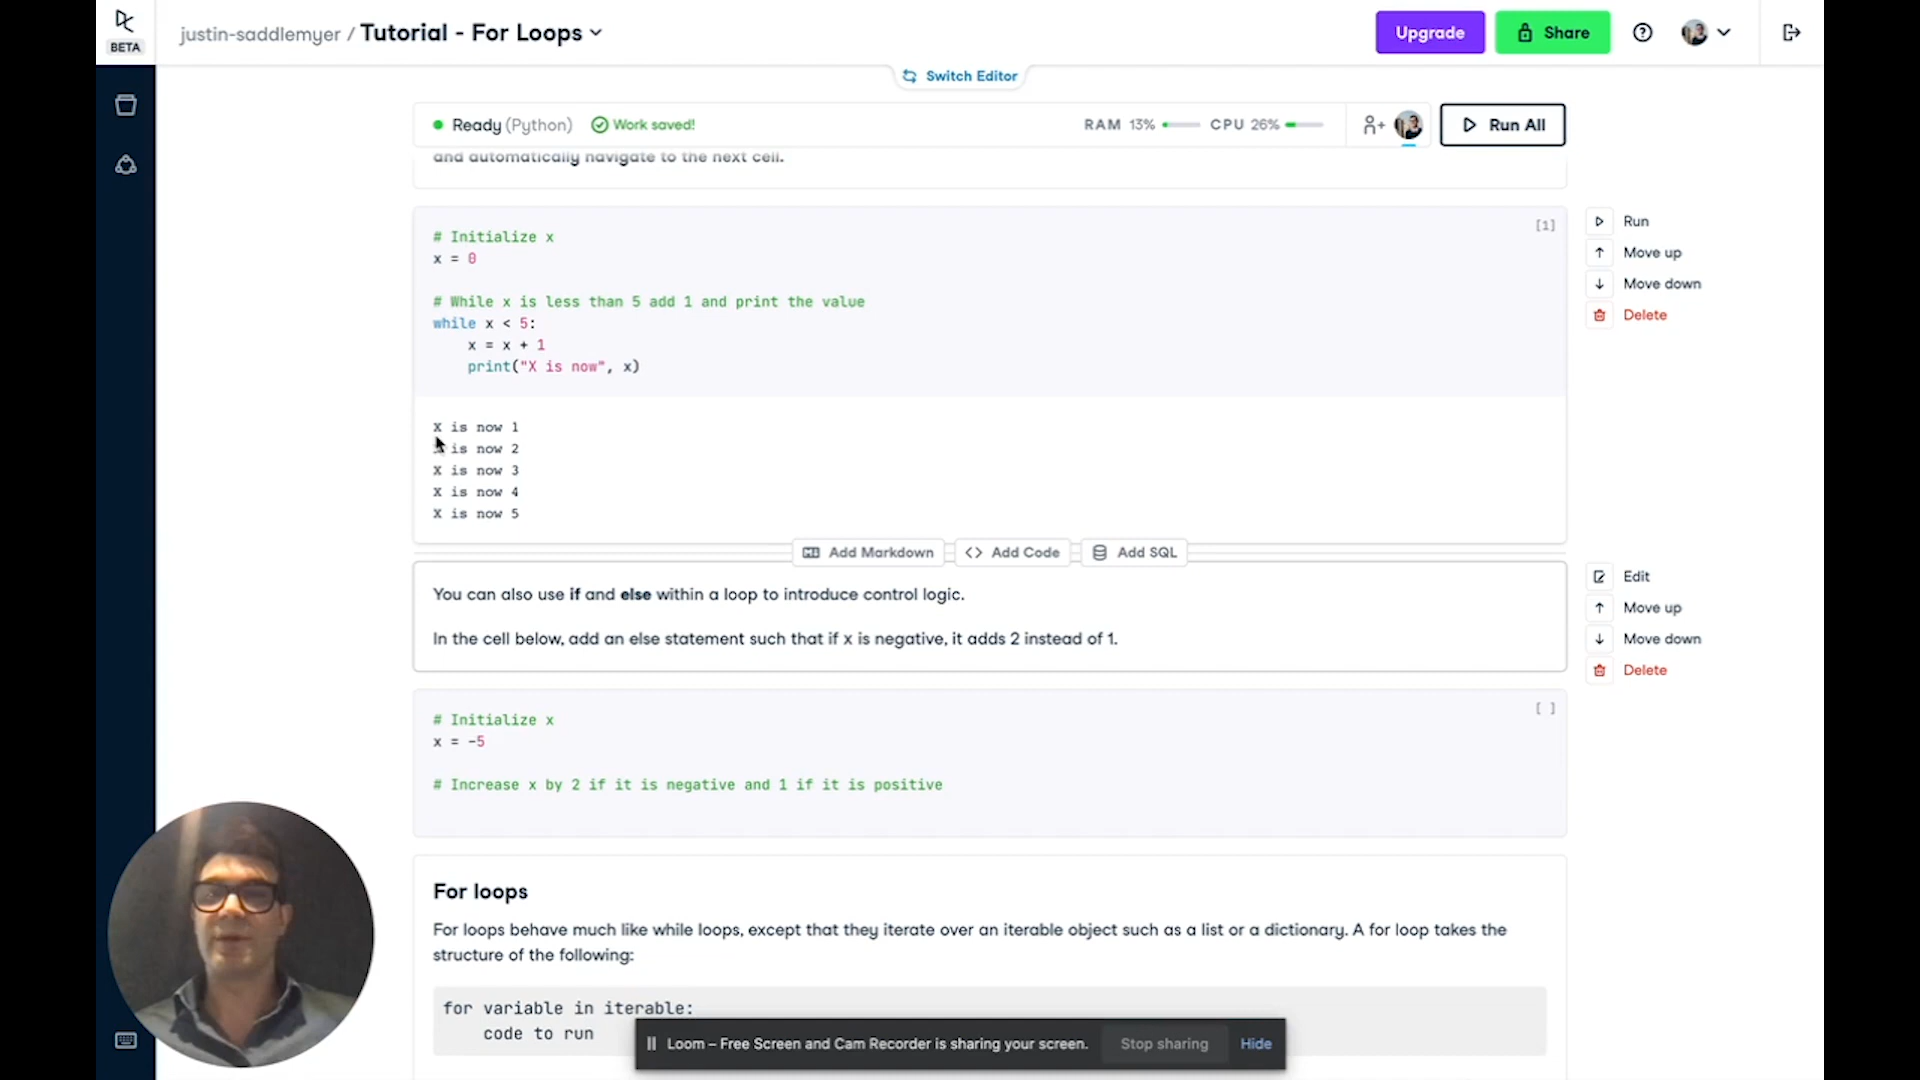 BETA
justin-saddlemyer / Tutorial - For Loops
Upgrade
Share
Switch Editor
Ready (Python)
Work saved!
RAM 13%
CPU 26%
Run All
and automatically navigate to the next cell.
# Initialize x
x = 0
# While x is less than 5 add 1 and print the value
while x < 5:
x = x + 1
print("X is now", x)
[1]
Run
Move up
Move down
Delete
X is now 1
is now 2
X is now 3
X is now 4
X is now 5
Add Markdown
Add Code
Add SQL
You can also use if and else within a loop to introduce control logic.
In the cell below, add an else statement such that if x is negative, it adds 2 instead of 1.
Edit
Move up
Move down
Delete
# Initialize x
x = -5
# Increase x by 2 if it is negative and 1 if it is positive
[ ]
For loops
For loops behave much like while loops, except that they iterate over an iterable object such as a list or a dictionary. A for loop takes the
structure of the following:
for variable in iterable:
code to run
Loom – Free Screen and Cam Recorder is sharing your screen.
Stop sharing
Hide